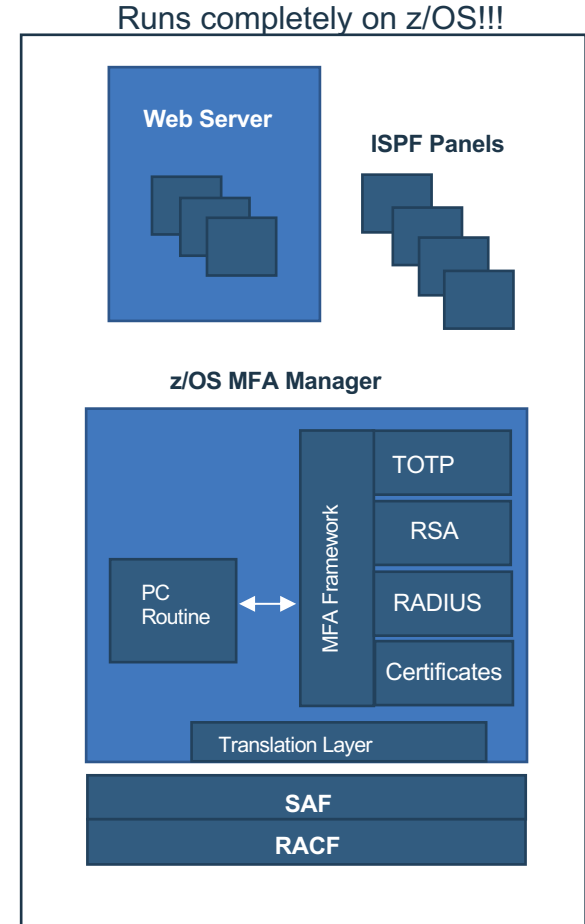 Runs completely on z/OS!!!
Web Server
ISPF Panels
z/OS MFA Manager
MFA Framework
TOTP
RSA
RADIUS
Certificates
PC
Routine
Translation Layer
SAF
RACF